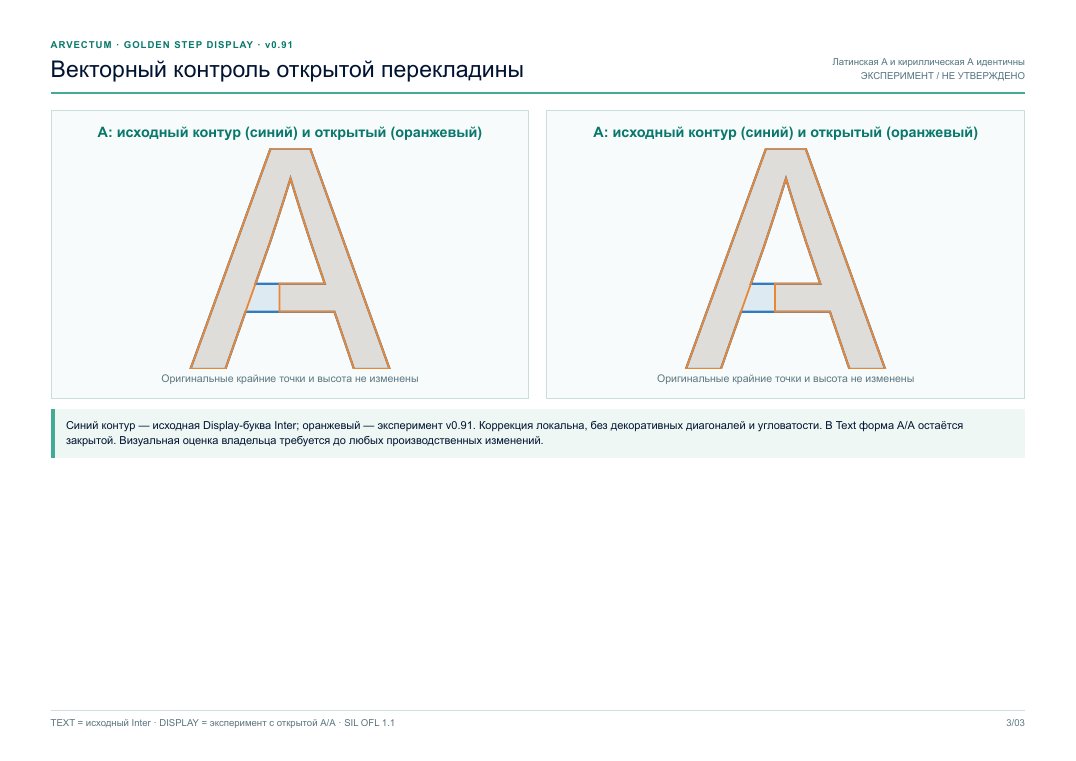 ARVECTUM · GOLDEN STEP DISPLAY · v0.91
Векторный контроль открытой перекладины
Латинская A и кириллическая А идентичны
ЭКСПЕРИМЕНТ / НЕ УТВЕРЖДЕНО
A: исходный контур (синий) и открытый (оранжевый)
А: исходный контур (синий) и открытый (оранжевый)
A
А
Оригинальные крайние точки и высота не изменены
Оригинальные крайние точки и высота не изменены
Синий контур — исходная Display-буква Inter; оранжевый — эксперимент v0.91. Коррекция локальна, без декоративных диагоналей и угловатости. В Text форма A/А остаётся
закрытой. Визуальная оценка владельца требуется до любых производственных изменений.
TEXT = исходный Inter · DISPLAY = эксперимент с открытой A/А · SIL OFL 1.1
3/03